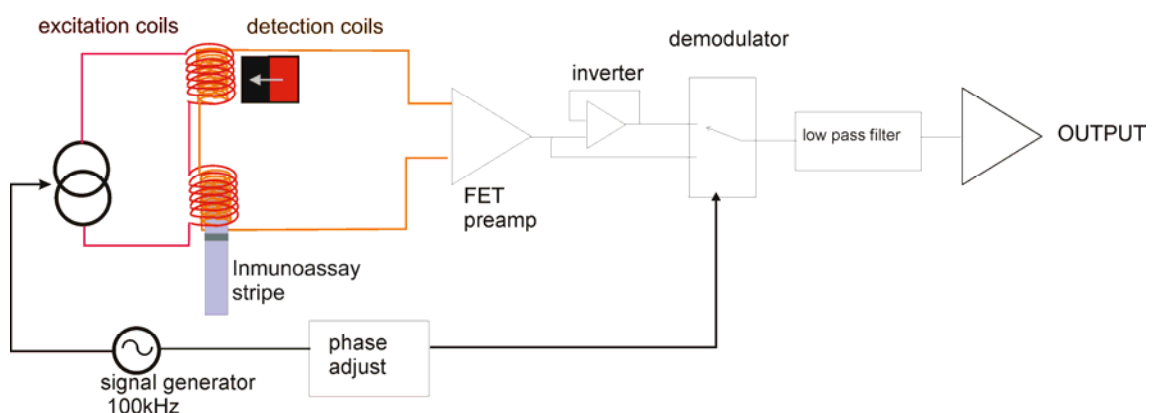 excitation coils
detection coils
demodulator
inverter
low pass filter
OUTPUT
FET
preamp
Inmunoassay
stripe
phase
adjust
signal generator
100kHz